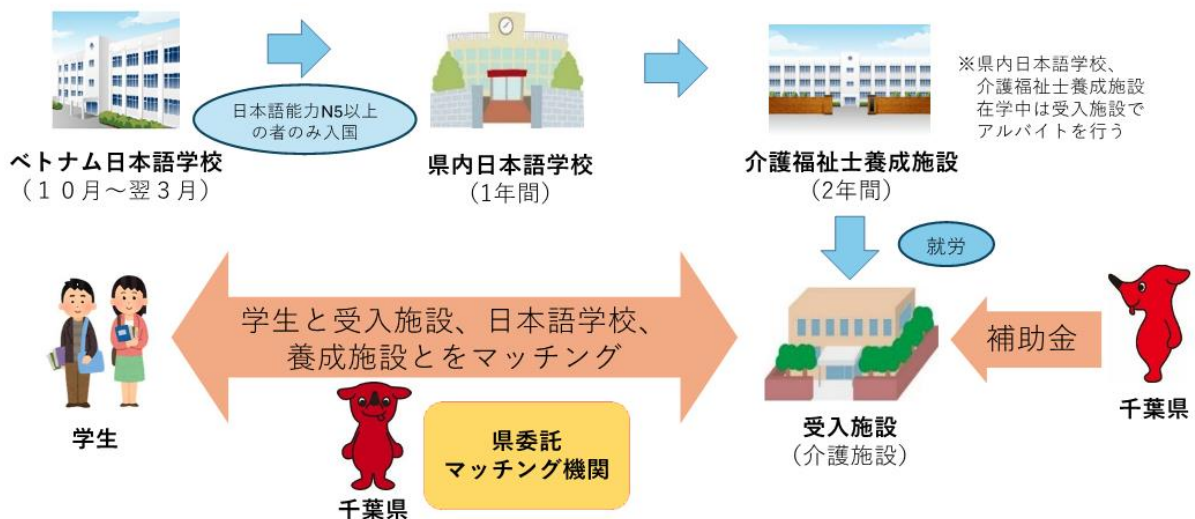 日本語能力N5以上
の者のみ入国
※県内日本語学校、
介護福祉士養成施設
在学中は受入施設で
アルバイトを行う
ベトナム日本語学校
（１０月～翌３月）
県内日本語学校
（1年間）
介護福祉士養成施設
（2年間）
就労
学生と受入施設、日本語学校、
養成施設とをマッチング
補助金
学生
県委託
マッチング機関
千葉県
受入施設
（介護施設）
千葉県